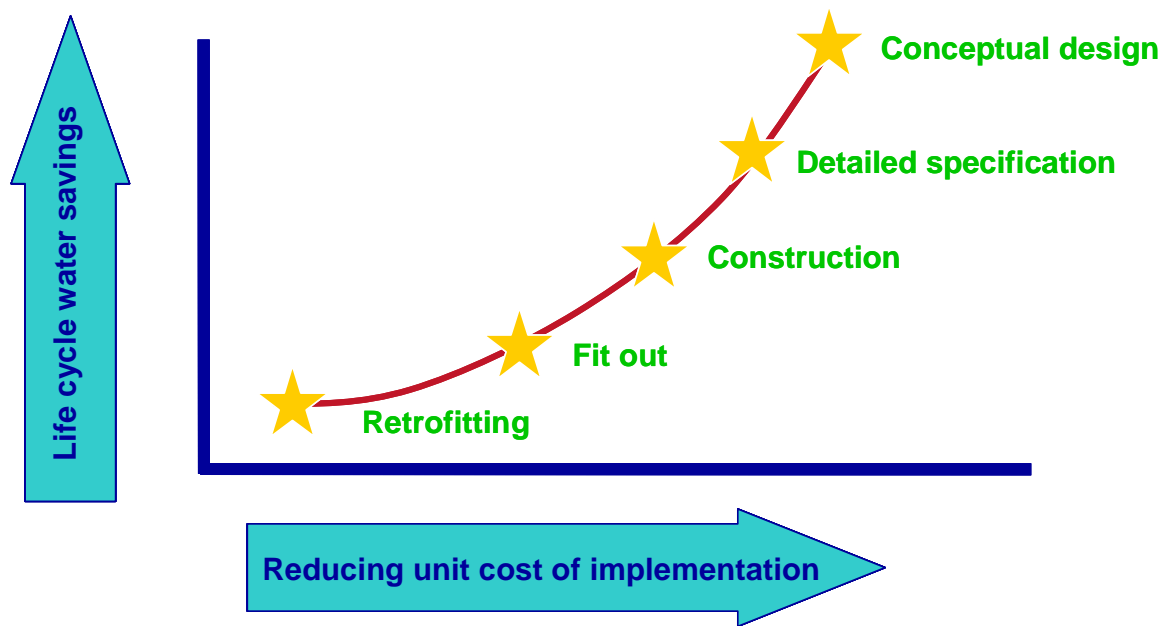 Life cycle water savings
Conceptual design
Detailed specification
Construction
Fit out
Retrofitting
Reducing unit cost of implementation